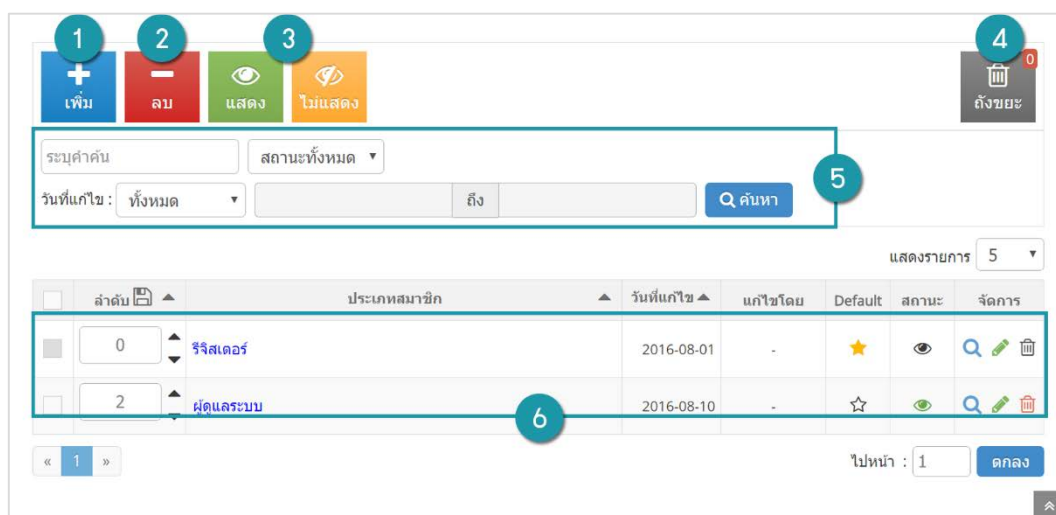 1 2 3 4
เพิ่ม ลบ แสดง ไม่แสดง 0 ถังขยะ
ระบุคำค้น สถานะทั้งหมด
5
วันที่แก้ไข : ทั้งหมด ถึง ค้นหา
แสดงรายการ 5
ลำดับ ประเภทสมาชิก วันที่แก้ไข แก้ไขโดย Default สถานะ จัดการ
0 รีจิสเตอร์ 2016-08-01 -
2 ผู้ดูแลระบบ 2016-08-10 -
6
« 1 » ไปหน้า : 1 ตกลง